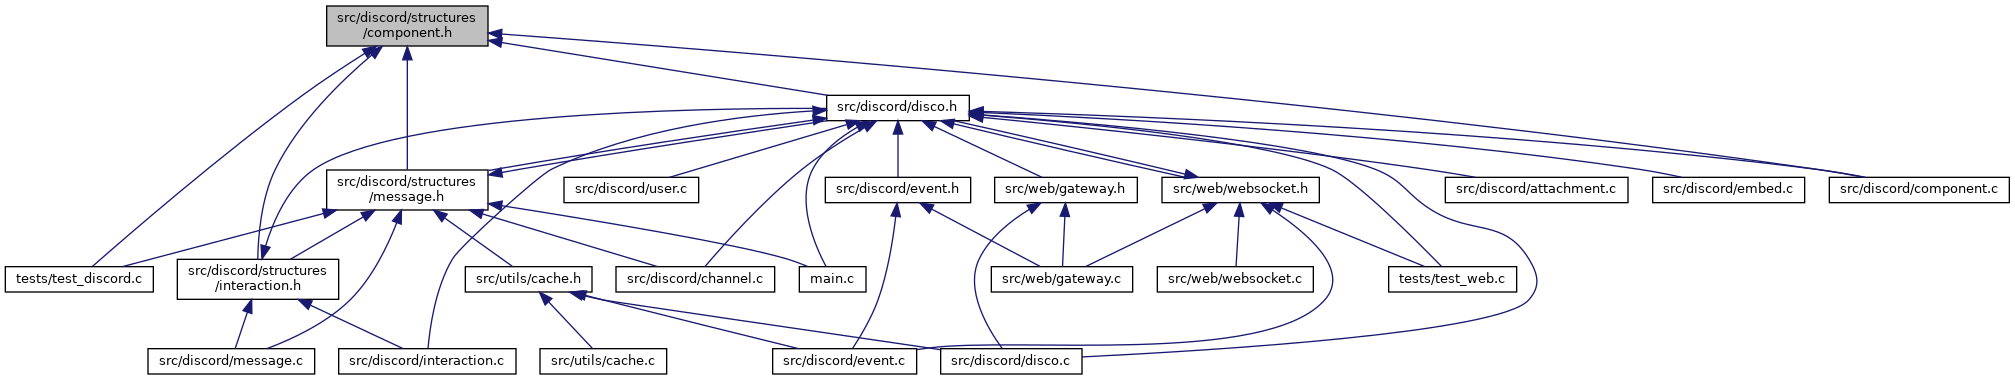 src/discord/structures
/component.h
src/discord/disco.h
src/discord/structures
/message.h
src/discord/user.c
src/discord/event.h
src/web/gateway.h
src/web/websocket.h
src/discord/attachment.c
src/discord/embed.c
src/discord/component.c
tests/test_discord.c
src/discord/structures
/interaction.h
src/utils/cache.h
src/discord/channel.c
main.c
src/web/gateway.c
src/web/websocket.c
tests/test_web.c
src/discord/message.c
src/discord/interaction.c
src/utils/cache.c
src/discord/event.c
src/discord/disco.c